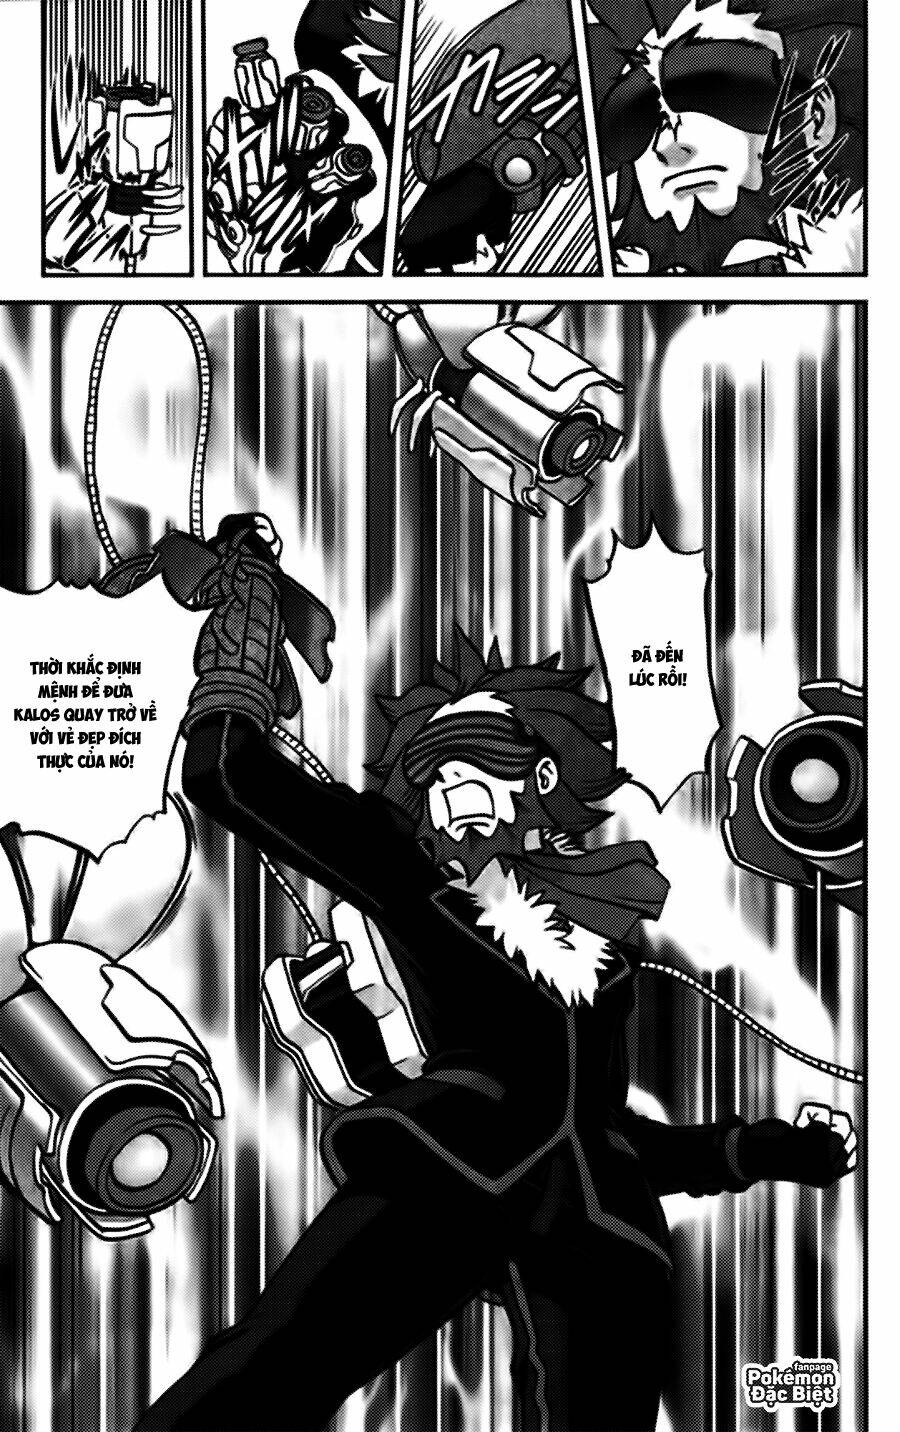 ĐÃ ĐẾN
LÚC RỒI!
THỜI KHẮC ĐỊNH
MỆNH ĐỂ ĐƯA
KALOS QUAY TRỞ VỀ
VỚI VẺ ĐẸP ĐÍCH
THỰC CỦA NÓ!
fanpage
Pokémon
Đặc Biệt